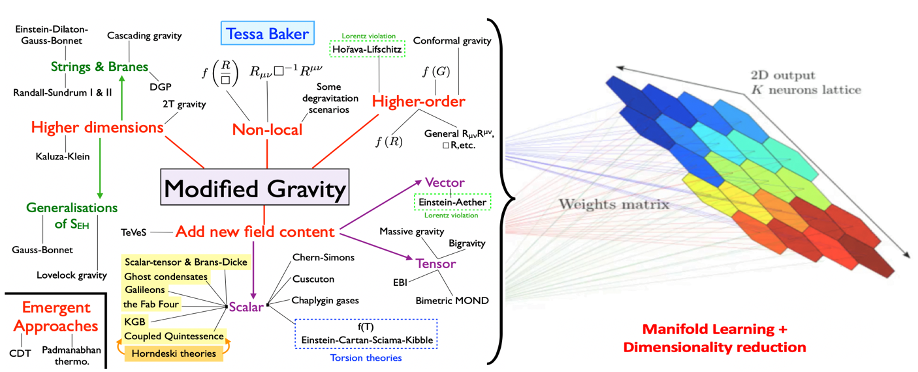 Einstein-Dilaton-
Gauss-Bonnet
Cascading gravity
Strings & Branes
Randall-Sundrum I & II
DGP
2T gravity
Higher dimensions
Kaluza-Klein
Generalisations
of S_EH
Gauss-Bonnet
Lovelock gravity
Tessa Baker
f(R/□)
R_μν □⁻¹ R^μν
Some
degravitation
scenarios
Non-local
Lorentz violation
Hořava-Lifschitz
Conformal gravity
f(G)
Higher-order
f(R)
General R_μνR^μν,
□R,etc.
Modified Gravity
Add new field content
TeVeS
Vector
Einstein-Aether
Lorentz violation
Massive gravity
Bigravity
Tensor
EBI
Bimetric MOND
Scalar-tensor & Brans-Dicke
Ghost condensates
Galileons
the Fab Four
KGB
Coupled Quintessence
Horndeski theories
Scalar
Chern-Simons
Cuscuton
Chaplygin gases
f(T)
Einstein-Cartan-Sciama-Kibble
Torsion theories
Emergent
Approaches
CDT
Padmanabhan
thermo.
2D output
K neurons lattice
Weights matrix
Manifold Learning +
Dimensionality reduction